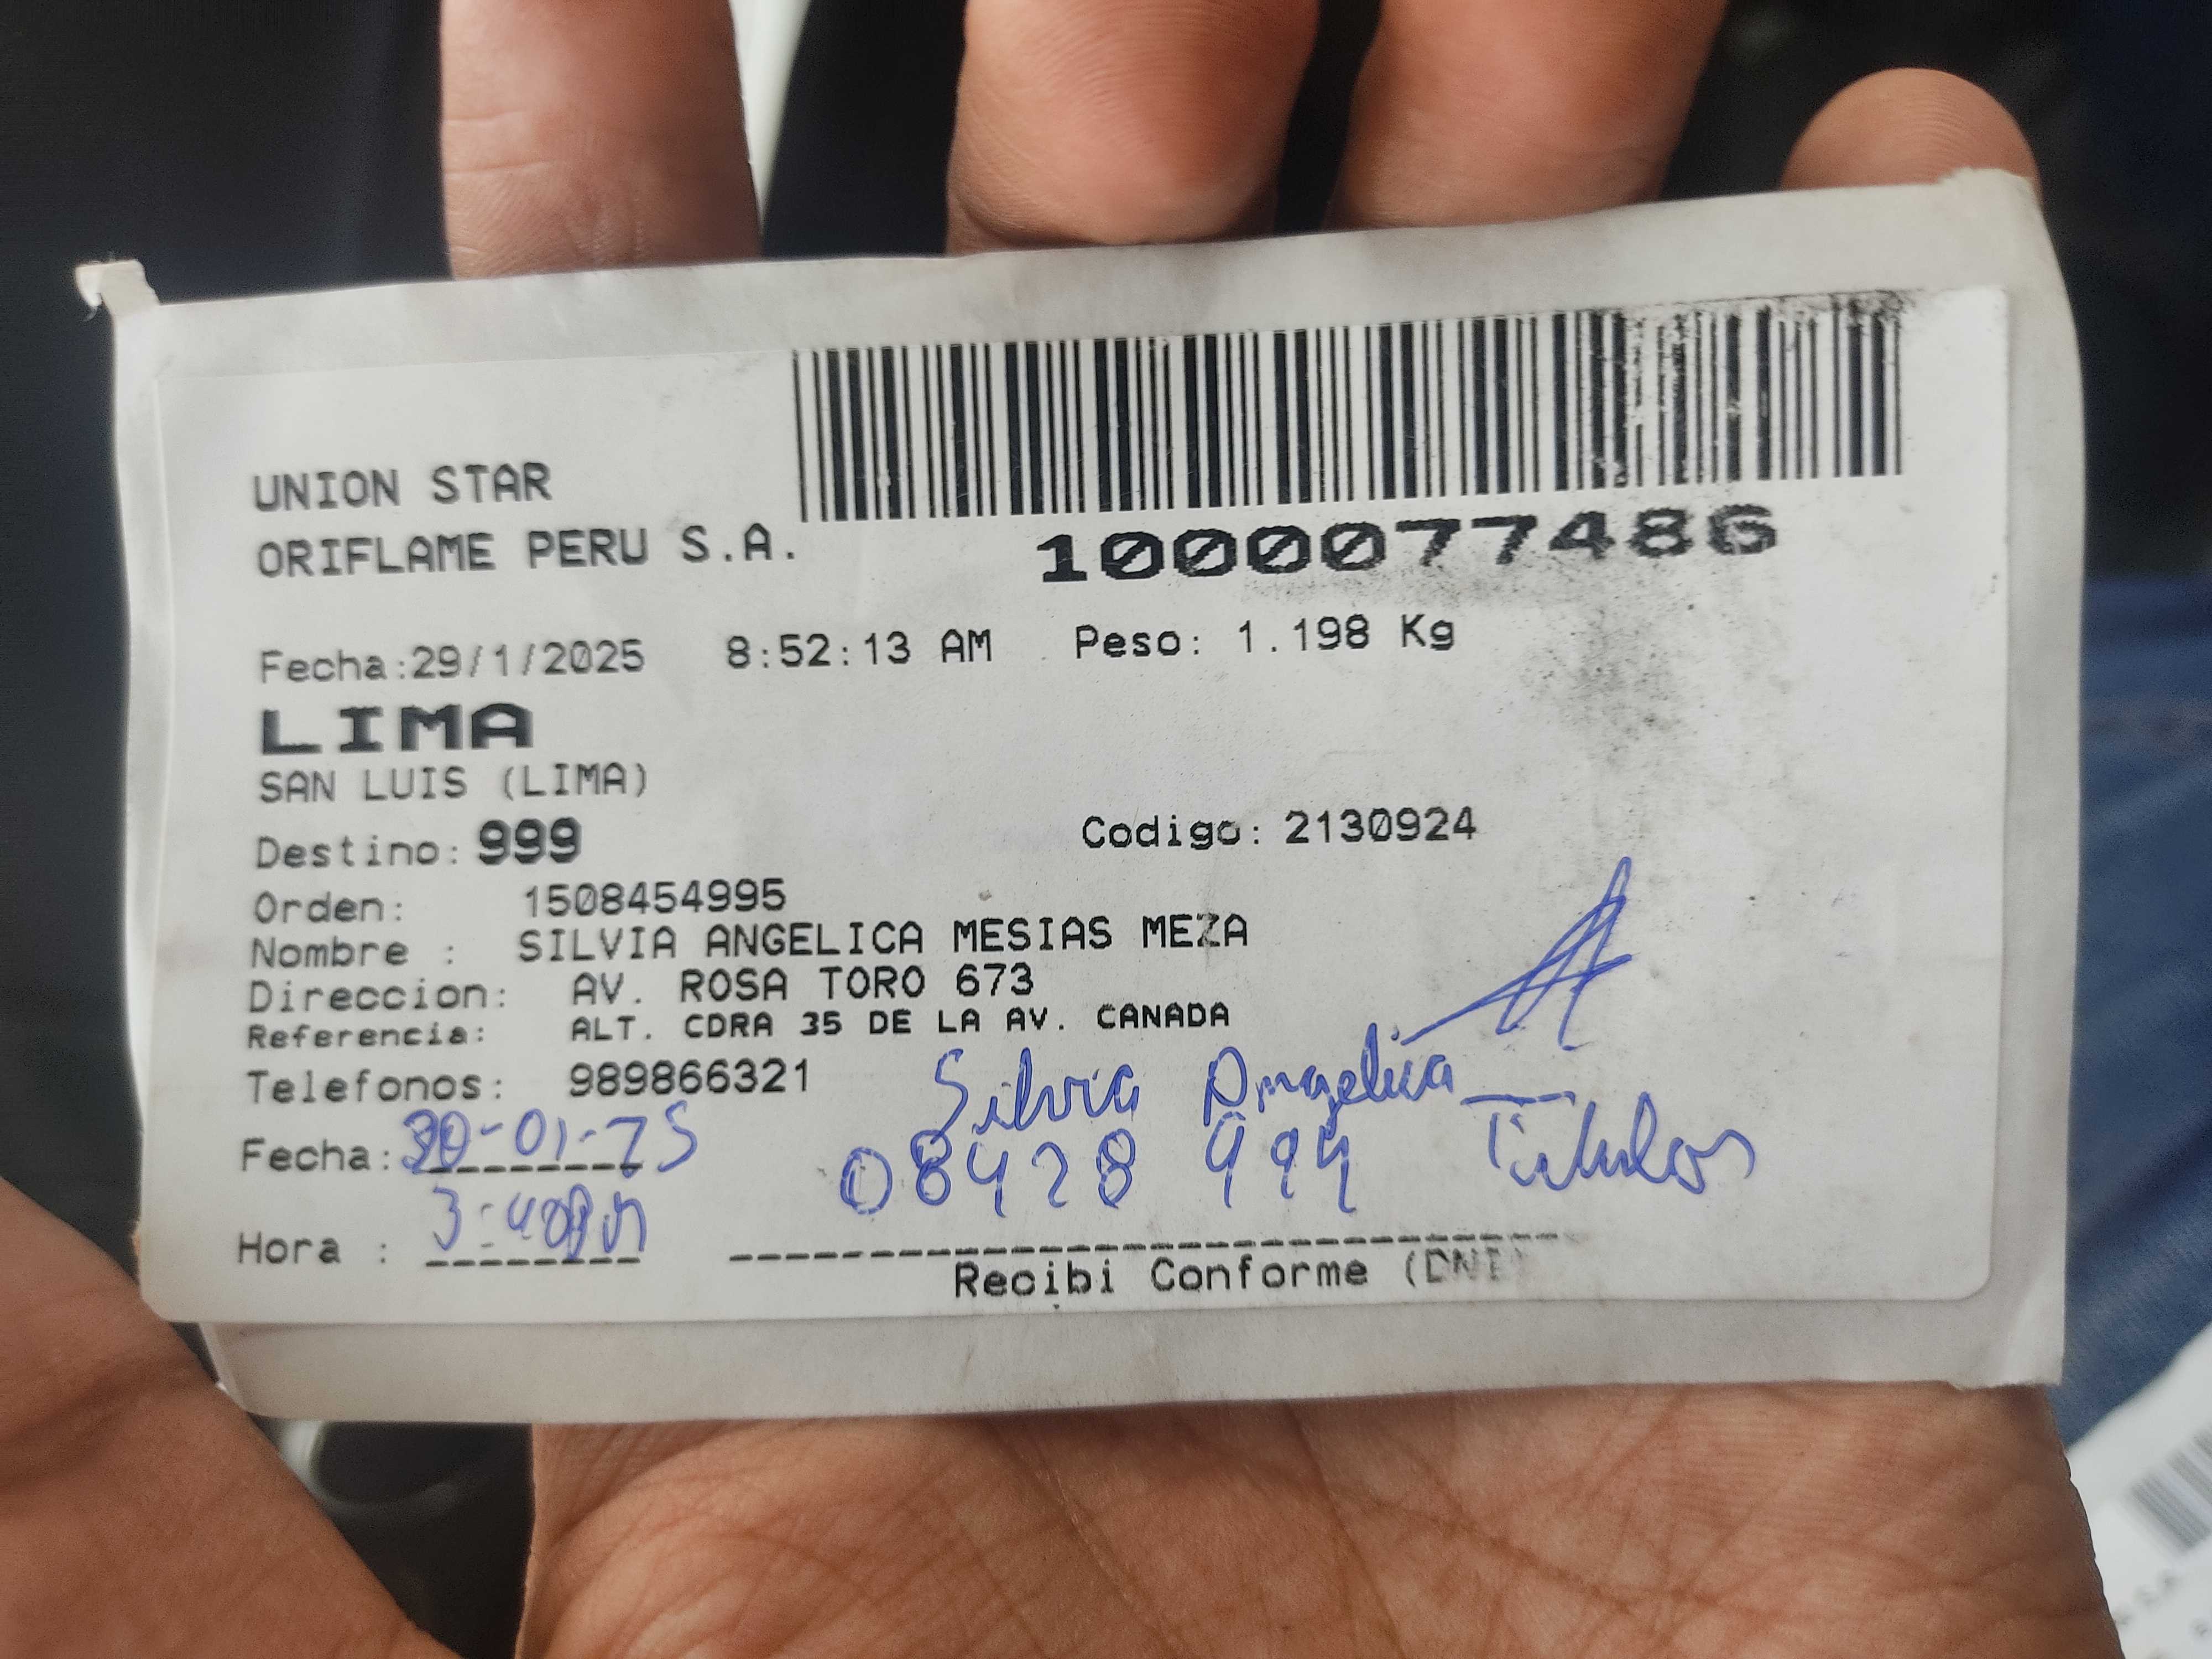 UNION STAR
ORIFLAME PERU S.A.
1000077486
Fecha:29/1/2025 8:52:13 AM Peso: 1.198 Kg
LIMA
SAN LUIS (LIMA)
Destino: 999 Codigo: 2130924
Orden: 1508454995
Nombre : SILVIA ANGELICA MESIAS MEZA
Direccion: AV. ROSA TORO 673
Referencia: ALT. CDRA 35 DE LA AV. CANADA
Telefonos: 989866321
Silvia Angelica
Fecha: 30-01-25 08428 999 Titular
Hora : 3:40PM
Recibi Conforme (DNI)